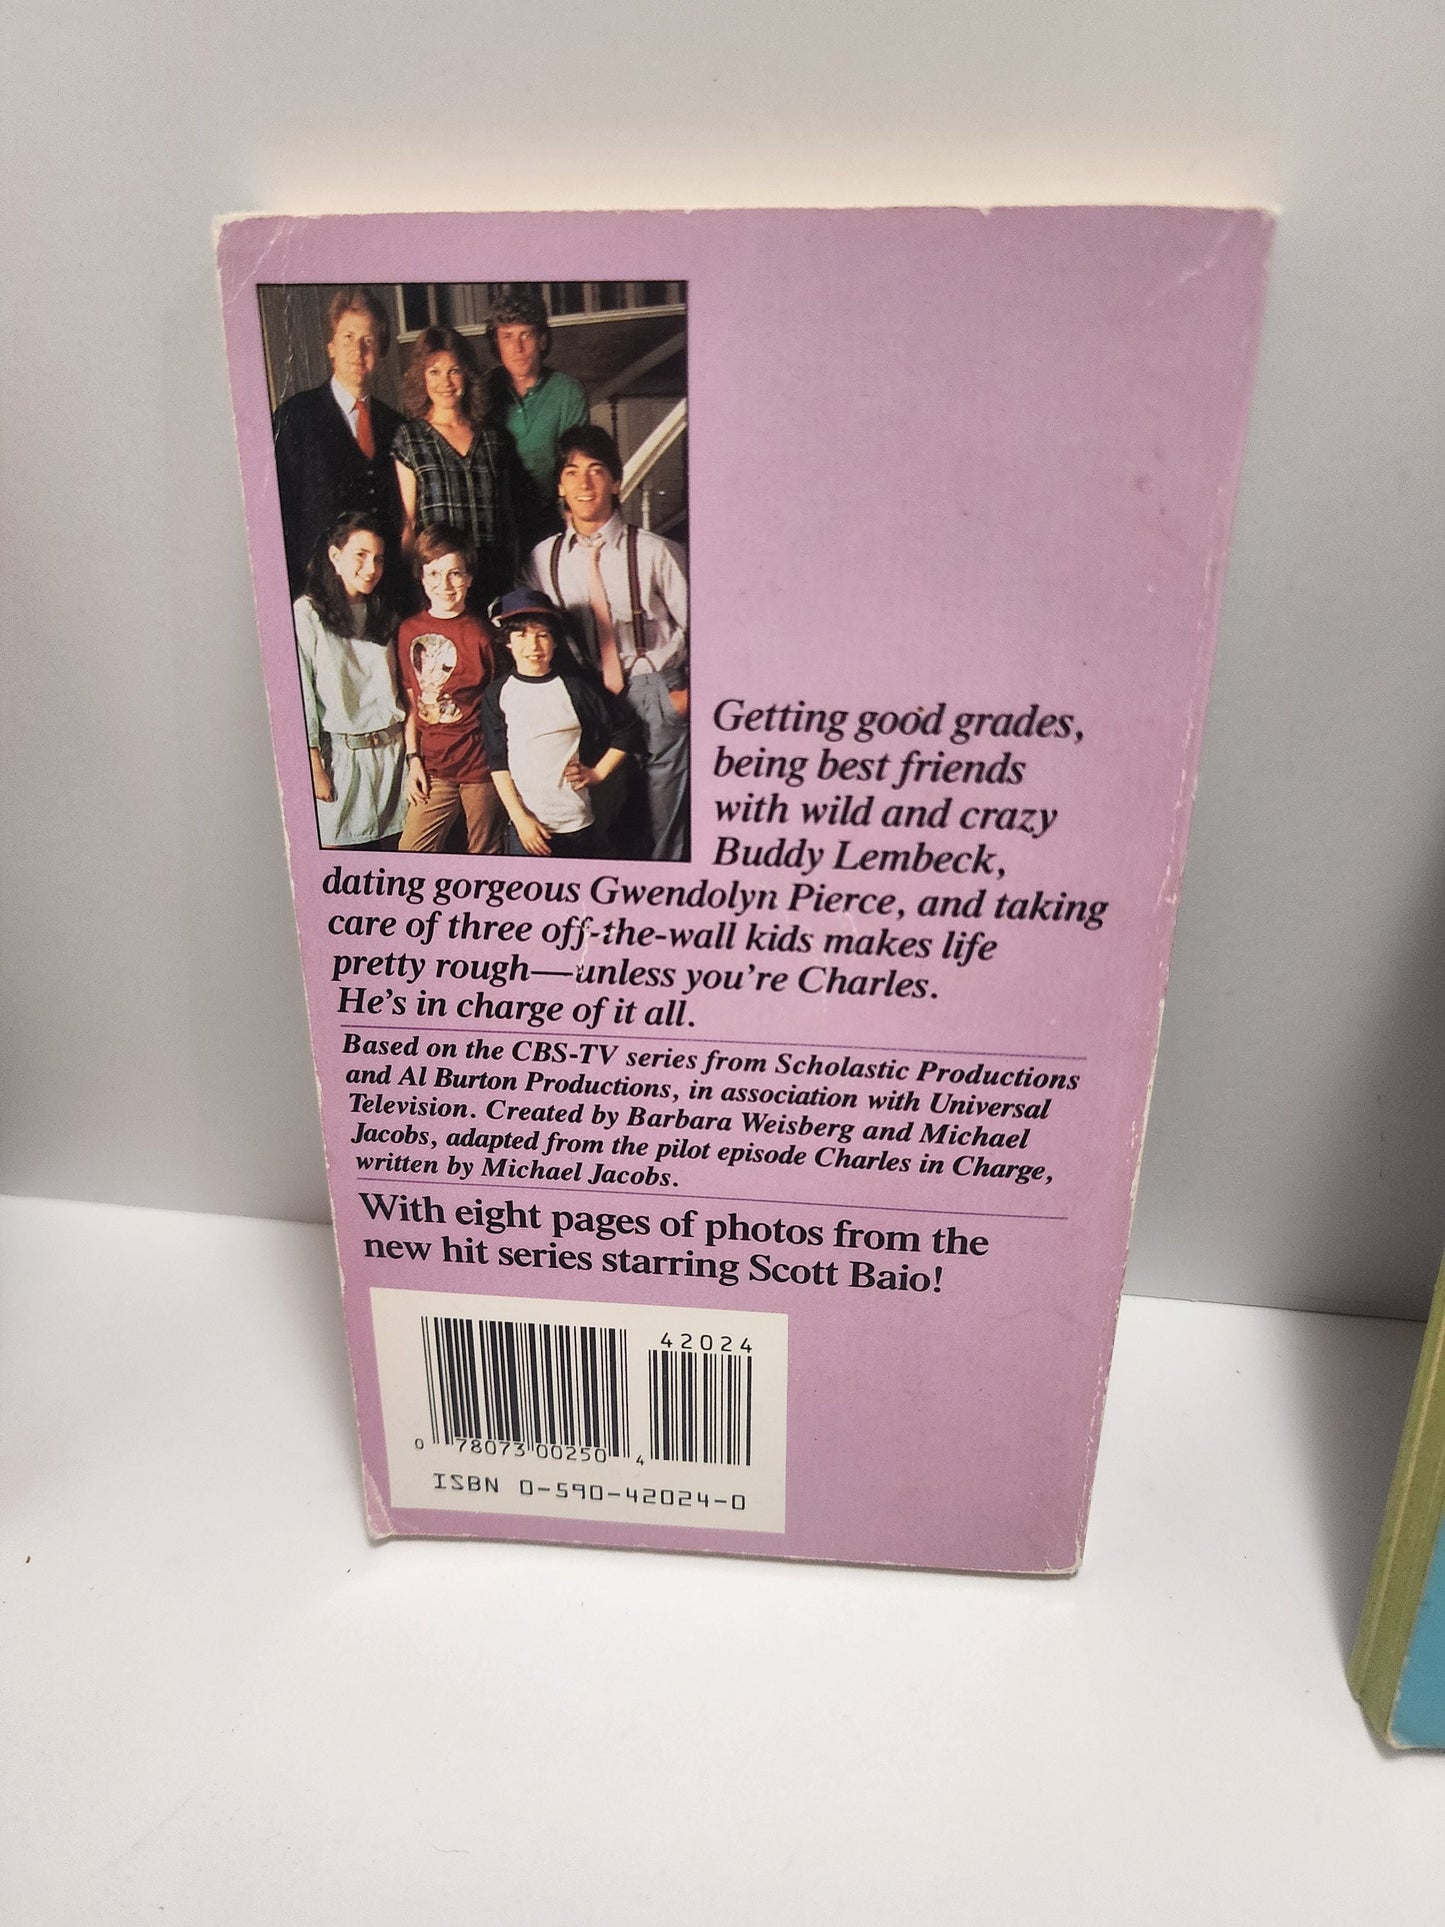 Getting good grades,
being best friends
with wild and crazy
Buddy Lembeck,
dating gorgeous Gwendolyn Pierce, and taking
care of three off-the-wall kids makes life
pretty rough—unless you're Charles.
He's in charge of it all.
Based on the CBS-TV series from Scholastic Productions
and Al Burton Productions, in association with Universal
Television. Created by Barbara Weisberg and Michael
Jacobs, adapted from the pilot episode Charles in Charge,
written by Michael Jacobs.
With eight pages of photos from the
new hit series starring Scott Baio!
42024
0 78073 00250 4
ISBN 0-590-42024-0